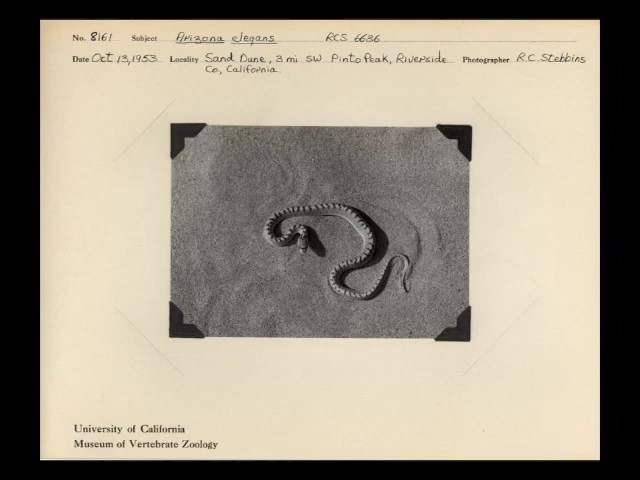 No. 8161 Subject Arizona elegans RCS 6636
Date Oct 13, 1953 Locality Sand Dune, 3 mi SW Pinto Peak, Riverside Photographer R.C. Stebbins
Co, California.
University of California
Museum of Vertebrate Zoology